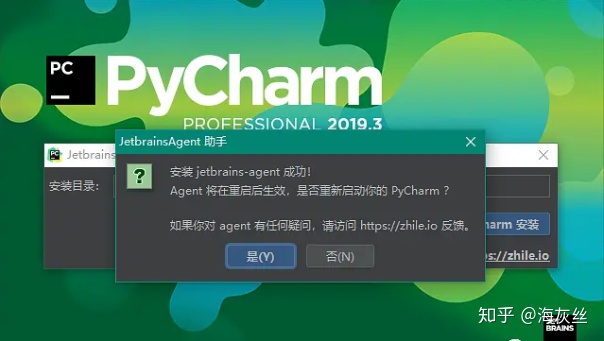 PC
PyCharm
PROFESSIONAL 2019.3
JetbrainsAgent 助手
Jetbrains
安装 jetbrains-agent 成功!
Agent 将在重启后生效,是否重新启动你的 PyCharm ?
安装目录:
如果你对 agent 有任何疑问,请访问 https://zhile.io 反馈。
harm 安装
是(Y)
否(N)
ps://zhile.io
知乎 @海灰丝
BRAINS